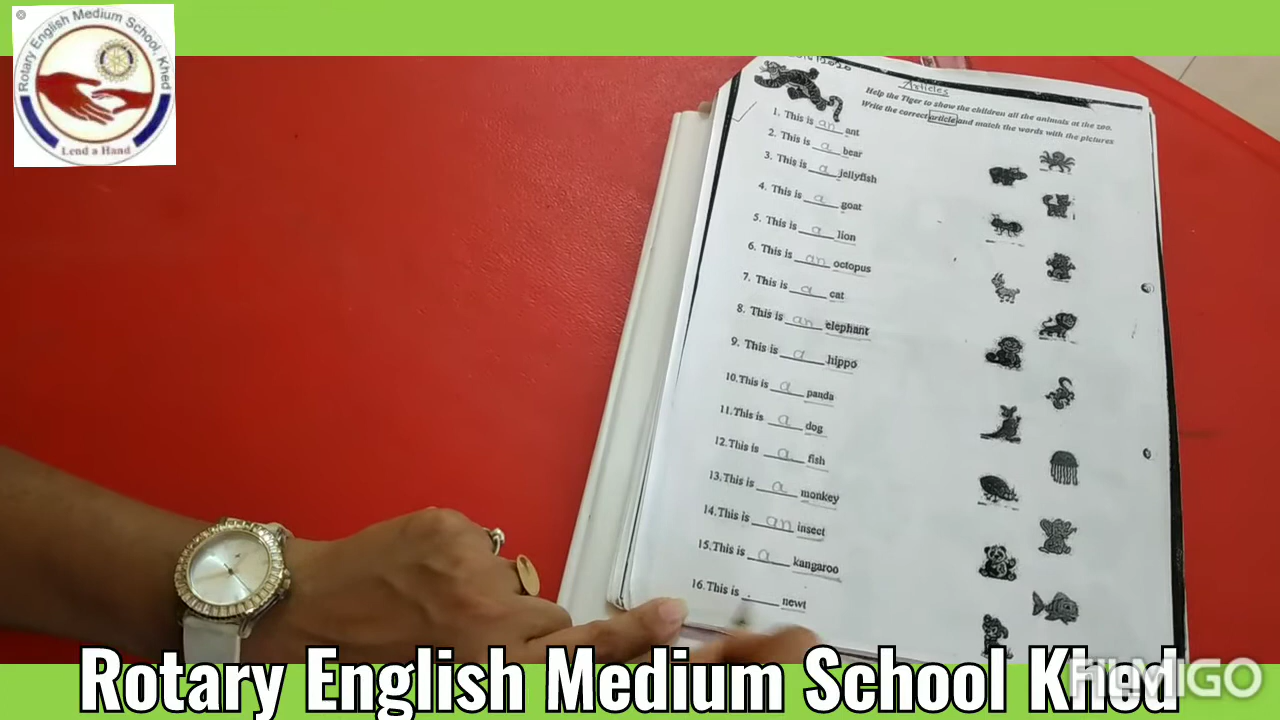 Rotary English Medium School, Khed
Lend a Hand
Articles
Help the Tiger to show the children all the animals at the zoo.
Write the correct article and match the words with the pictures
1. This is an ant
2. This is a bear
3. This is a jellyfish
4. This is a goat
5. This is a lion
6. This is an octopus
7. This is a cat
8. This is an elephant
9. This is a hippo
10. This is a panda
11. This is a dog
12. This is a fish
13. This is a monkey
14. This is an insect
15. This is a kangaroo
16. This is ____ newt
Rotary English Medium School Khed
FILMIGO